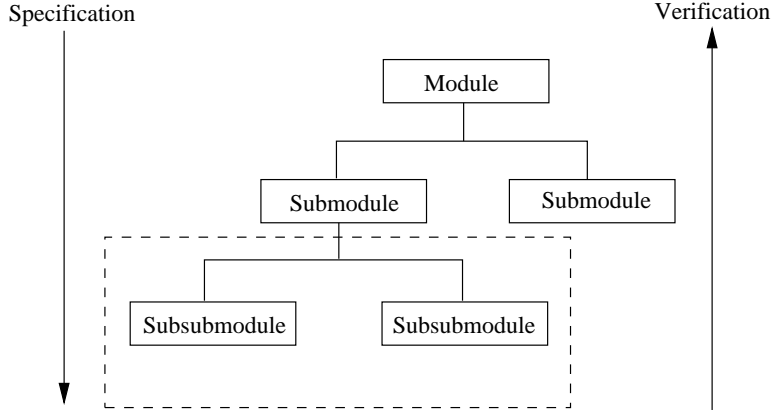 Specification
Verification
Module
Submodule
Submodule
Subsubmodule
Subsubmodule